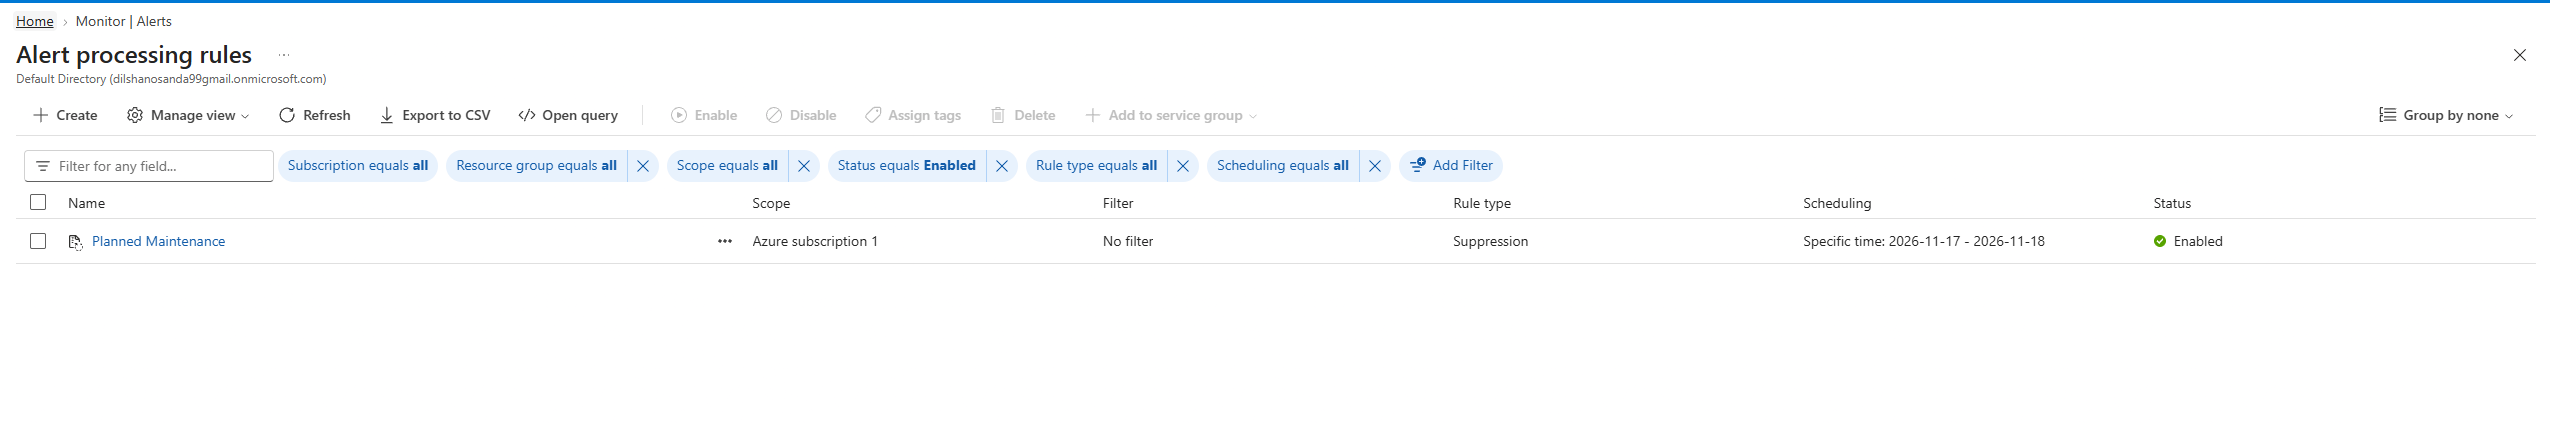 Home > Monitor | Alerts
Alert processing rules ...
Default Directory (dilshanosanda99gmail.onmicrosoft.com)
Create Manage view Refresh Export to CSV Open query Enable Disable Assign tags Delete Add to service group Group by none
Filter for any field... Subscription equals all Resource group equals all Scope equals all Status equals Enabled Rule type equals all Scheduling equals all Add Filter
Name Scope Filter Rule type Scheduling Status
Planned Maintenance ... Azure subscription 1 No filter Suppression Specific time: 2026-11-17 - 2026-11-18 Enabled